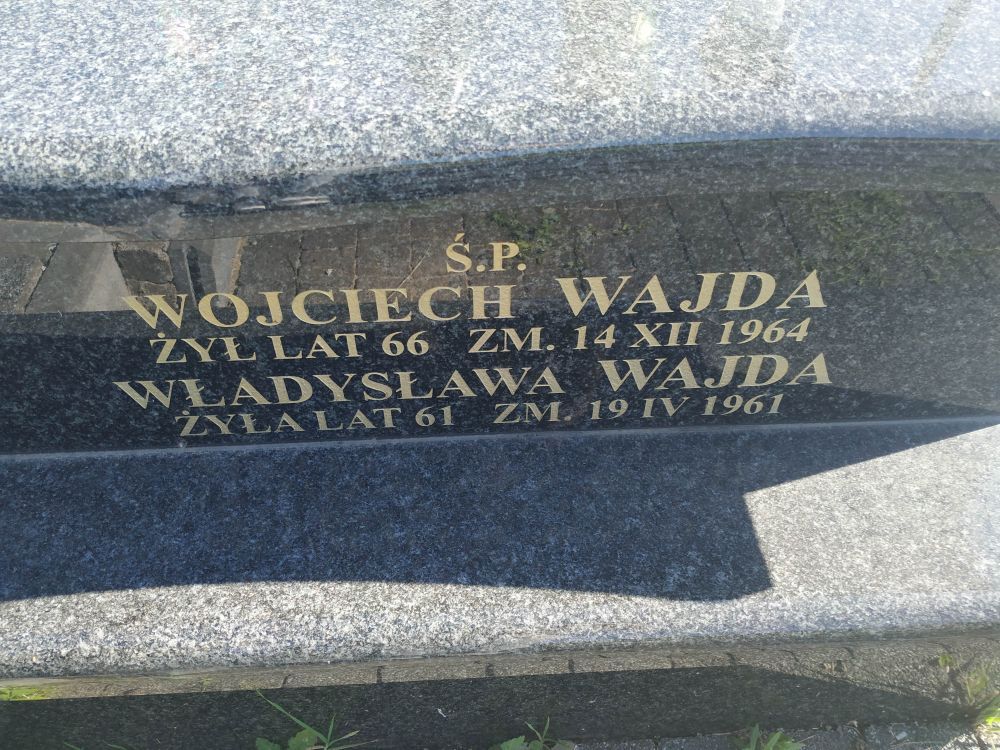 Ś.P.
WOJCIECH WAJDA
ŻYŁ LAT 66 ZM. 14 XII 1964
WŁADYSŁAWA WAJDA
ŻYŁA LAT 61 ZM. 19 IV 1961